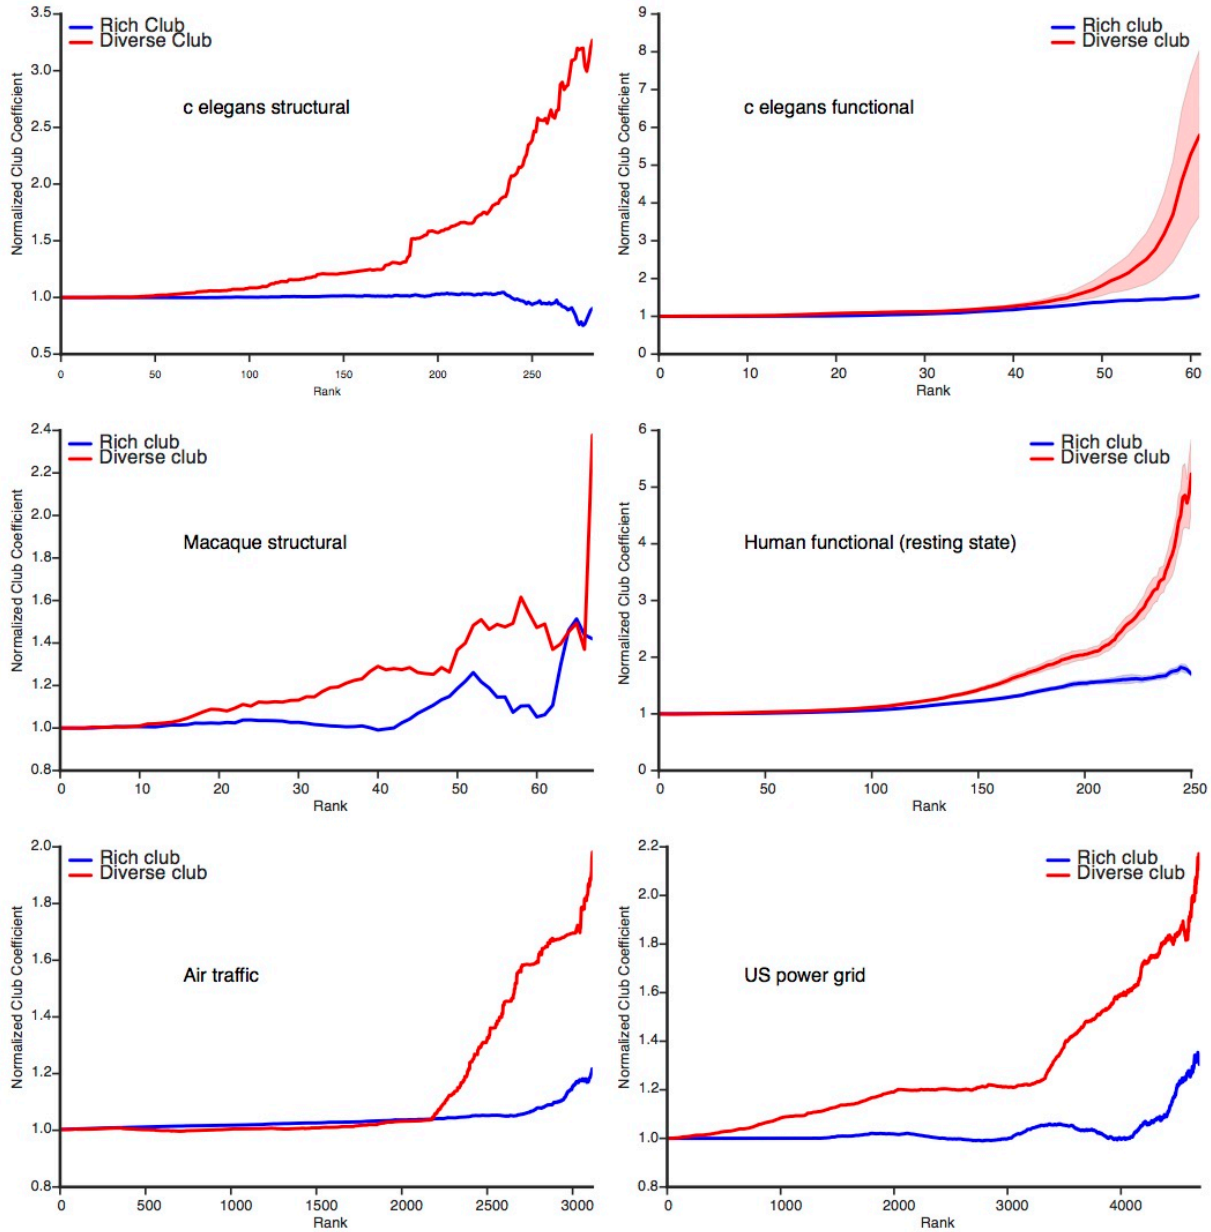 Normalized Club Coefficient
3.5
3.0
2.5
2.0
1.5
1.0
0.5
Rich Club
Diverse Club
c elegans structural
0 50 100 150 200 250
Rank
Normalized Club Coefficient
9
8
7
6
5
4
3
2
1
0
Rich club
Diverse club
c elegans functional
0 10 20 30 40 50 60
Rank
Normalized Club Coefficient
2.4
2.2
2.0
1.8
1.6
1.4
1.2
1.0
0.8
Rich club
Diverse club
Macaque structural
0 10 20 30 40 50 60
Rank
Normalized Club Coefficient
6
5
4
3
2
1
0
Rich club
Diverse club
Human functional (resting state)
0 50 100 150 200 250
Rank
Normalized Club Coefficient
2.0
1.8
1.6
1.4
1.2
1.0
0.8
Rich club
Diverse club
Air traffic
0 500 1000 1500 2000 2500 3000
Rank
Normalized Club Coefficient
2.2
2.0
1.8
1.6
1.4
1.2
1.0
0.8
Rich club
Diverse club
US power grid
0 1000 2000 3000 4000
Rank